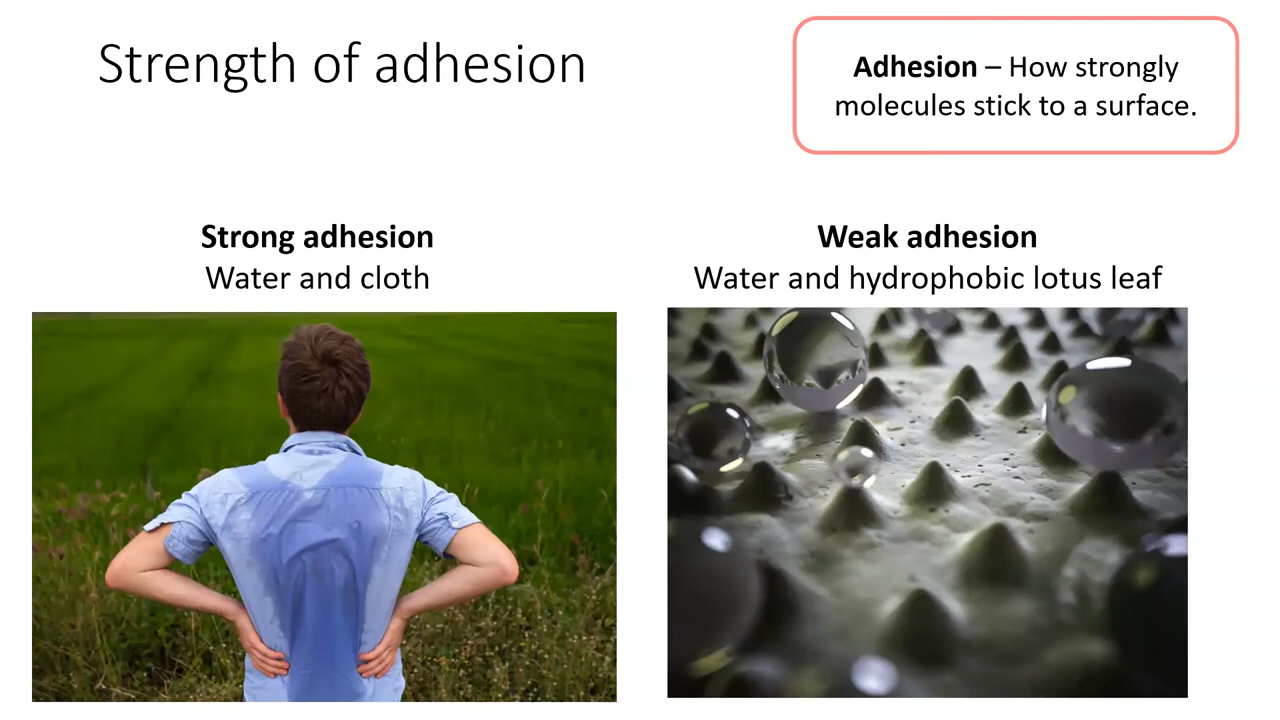 Strength of adhesion
Adhesion – How strongly
molecules stick to a surface.
Strong adhesion
Water and cloth
Weak adhesion
Water and hydrophobic lotus leaf